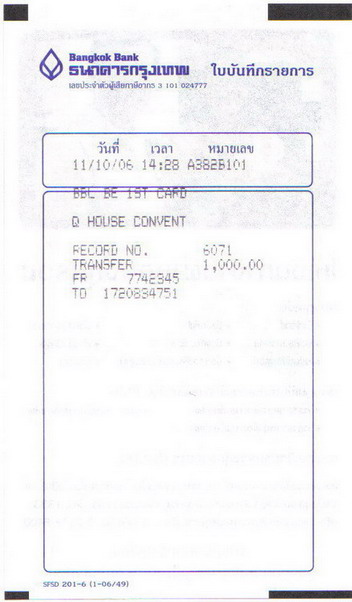 Bangkok Bank
ธนาคารกรุงเทพ
ใบบันทึกรายการ
เลขประจำตัวผู้เสียภาษีอากร 3 101 024777
วันที่ เวลา หมายเลข
11/10/06 14:28 A382B101
BBL BE 1ST CARD
Q HOUSE CONVENT
RECORD NO. 6071
TRANSFER 1,000.00
FR 7742345
TO 1720834751
SFSD 201-6 (1-06/49)